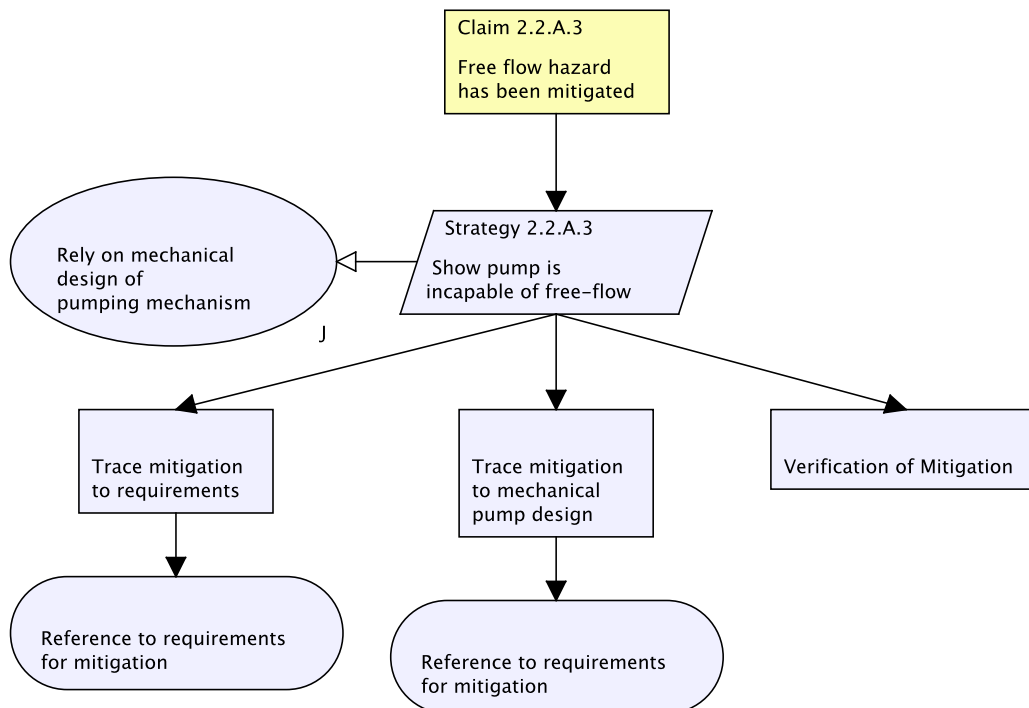 Claim 2.2.A.3
Free flow hazard
has been mitigated
Strategy 2.2.A.3
Show pump is
incapable of free-flow
Rely on mechanical
design of
pumping mechanism
J
Trace mitigation
to requirements
Trace mitigation
to mechanical
pump design
Verification of Mitigation
Reference to requirements
for mitigation
Reference to requirements
for mitigation